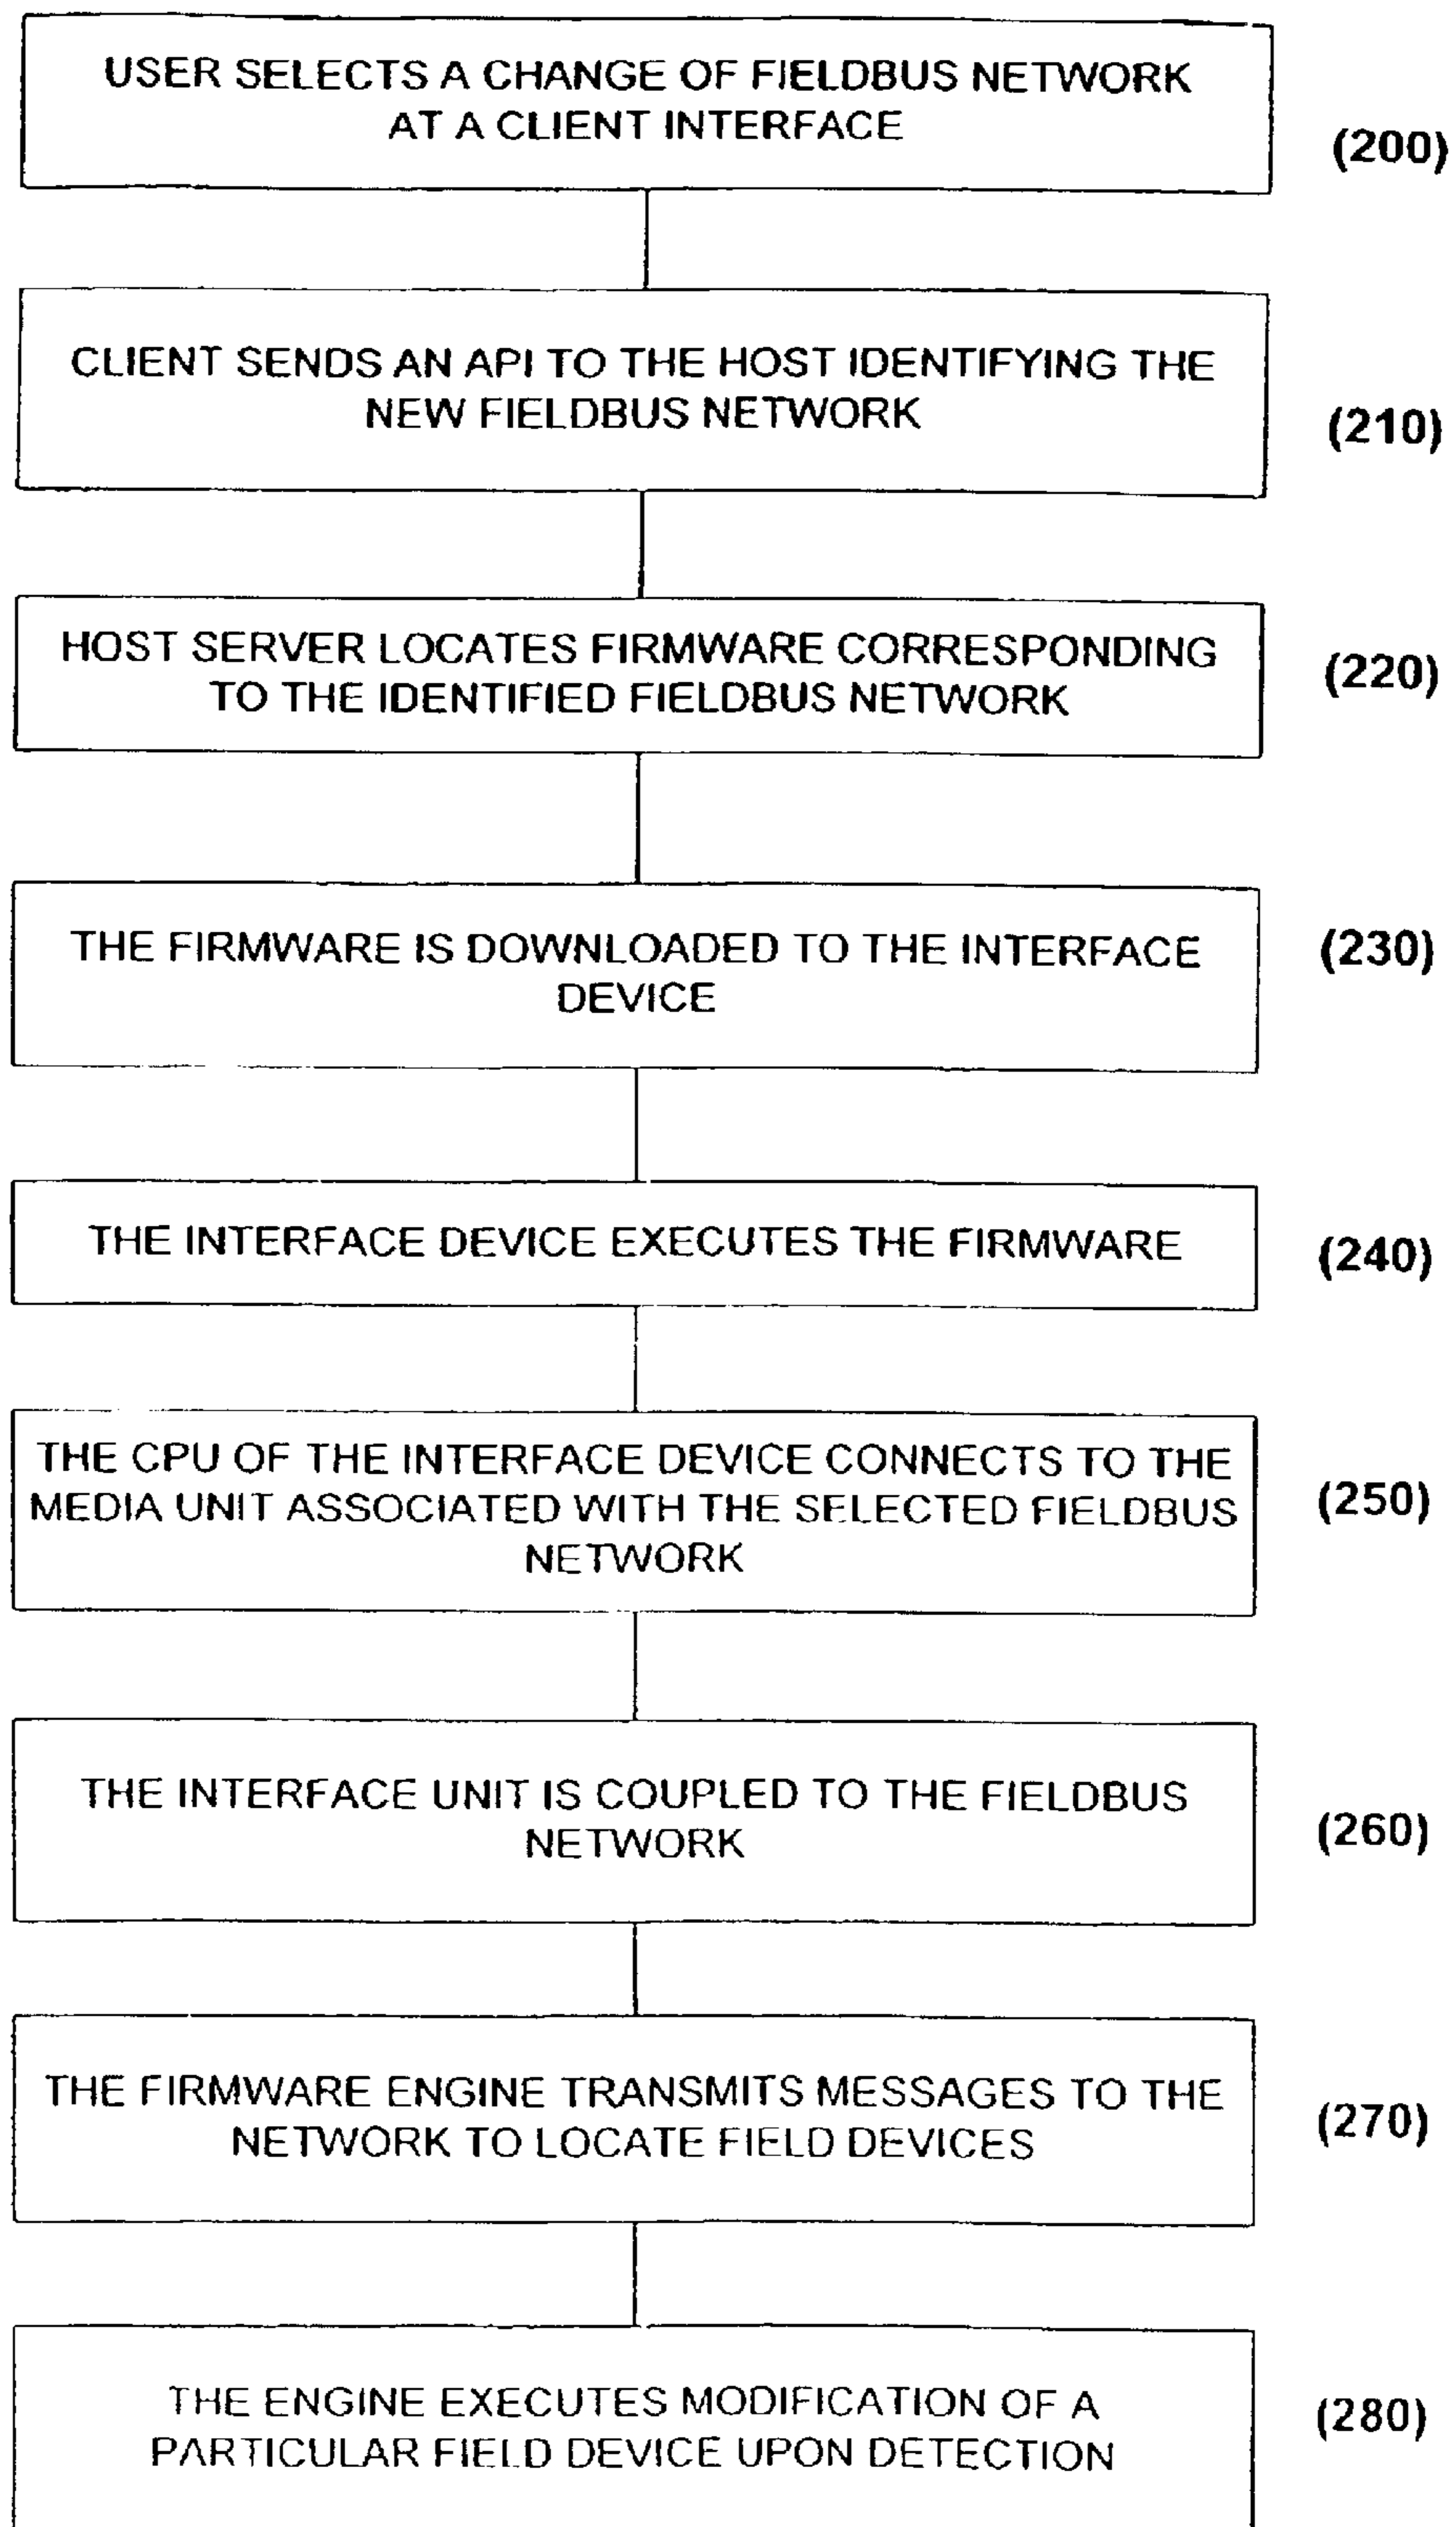 USER SELECTS A CHANGE OF FIELDBUS NETWORK
AT A CLIENT INTERFACE
(200)
CLIENT SENDS AN API TO THE HOST IDENTIFYING THE
NEW FIELDBUS NETWORK
(210)
HOST SERVER LOCATES FIRMWARE CORRESPONDING
TO THE IDENTIFIED FIELDBUS NETWORK
(220)
THE FIRMWARE IS DOWNLOADED TO THE INTERFACE
DEVICE
(230)
THE INTERFACE DEVICE EXECUTES THE FIRMWARE
(240)
THE CPU OF THE INTERFACE DEVICE CONNECTS TO THE
MEDIA UNIT ASSOCIATED WITH THE SELECTED FIELDBUS
NETWORK
(250)
THE INTERFACE UNIT IS COUPLED TO THE FIELDBUS
NETWORK
(260)
THE FIRMWARE ENGINE TRANSMITS MESSAGES TO THE
NETWORK TO LOCATE FIELD DEVICES
(270)
THE ENGINE EXECUTES MODIFICATION OF A
PARTICULAR FIELD DEVICE UPON DETECTION
(280)